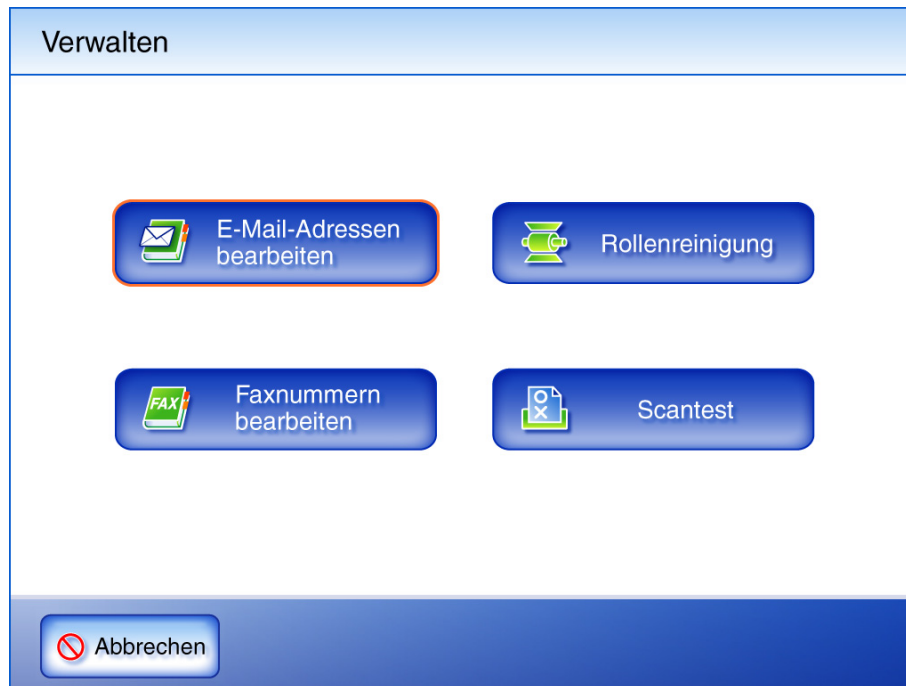 Verwalten
E-Mail-Adressen
bearbeiten
Rollenreinigung
FAX
Faxnummern
bearbeiten
O
X
Scantest
Abbrechen